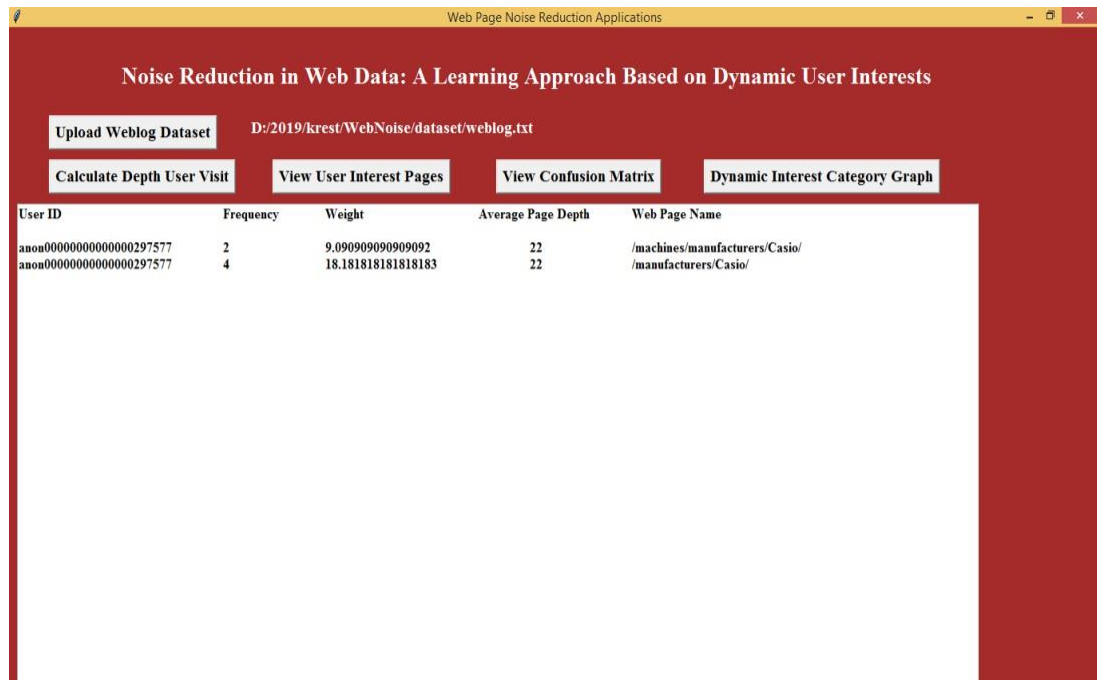 Web Page Noise Reduction Applications
Noise Reduction in Web Data: A Learning Approach Based on Dynamic User Interests
Upload Weblog Dataset D:/2019/krest/WebNoise/dataset/weblog.txt
Calculate Depth User Visit View User Interest Pages View Confusion Matrix Dynamic Interest Category Graph
User ID Frequency Weight Average Page Depth Web Page Name
anon00000000000000297577 2 9.090909090909092 22 /machines/manufacturers/Casio/
anon00000000000000297577 4 18.181818181818183 22 /manufacturers/Casio/